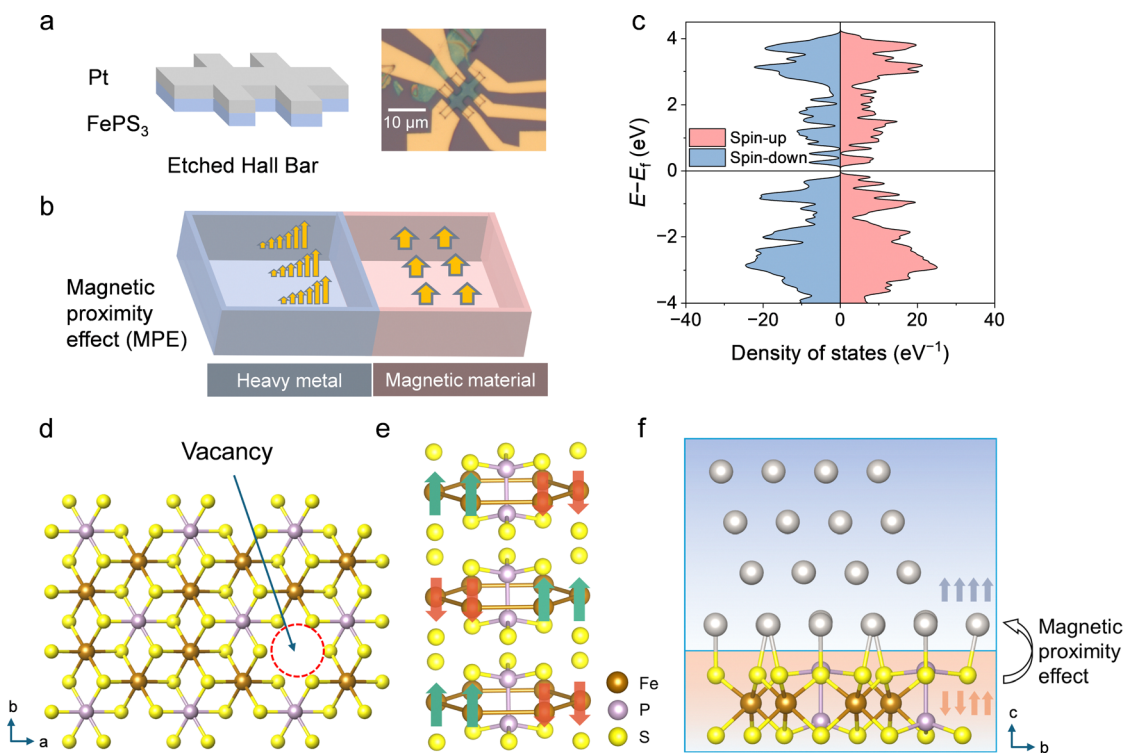 a
Pt
FePS₃
Etched Hall Bar
10 µm
b
Magnetic
proximity
effect (MPE)
Heavy metal
Magnetic material
c
E−E_f (eV)
4
2
0
−2
−4
Spin-up
Spin-down
−40
−20
0
20
40
Density of states (eV⁻¹)
d
Vacancy
b
a
e
Fe
P
S
f
Magnetic
proximity
effect
c
b